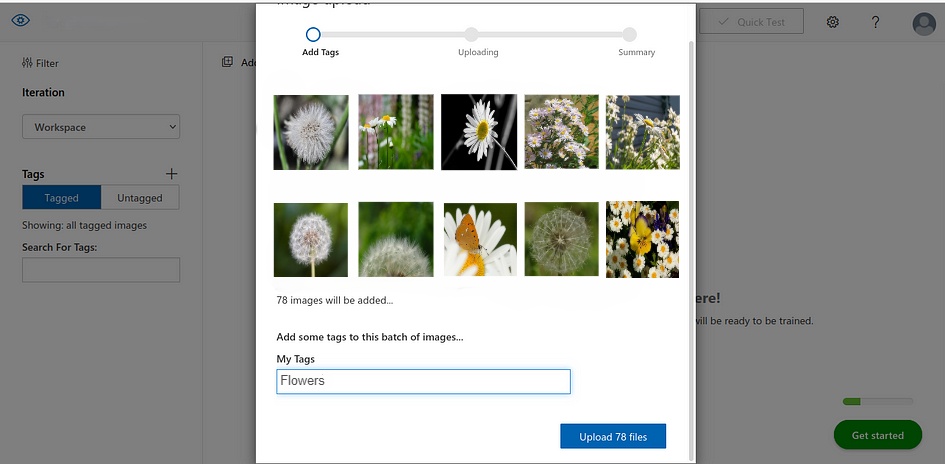 Image upload
Quick Test
?
Add Tags
Uploading
Summary
Filter
Add
Iteration
Workspace
Tags
Tagged
Untagged
Showing: all tagged images
Search For Tags:
78 images will be added...
ere!
will be ready to be trained.
Add some tags to this batch of images...
My Tags
Flowers
Upload 78 files
Get started